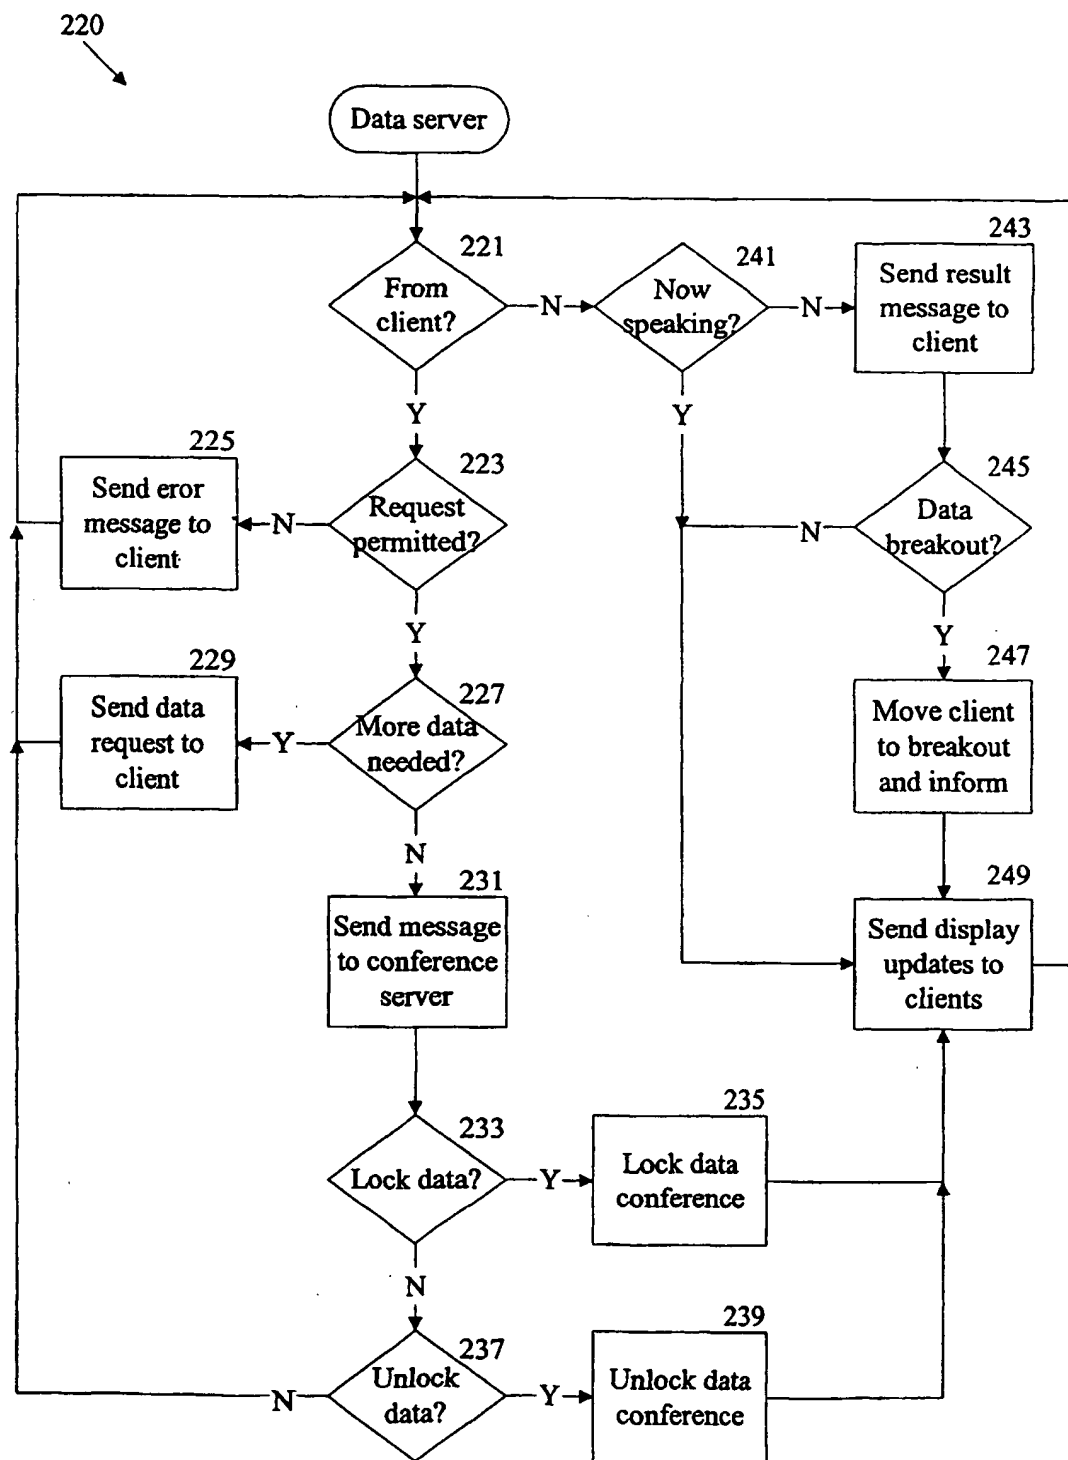 220
Data server
221
From
client?
N
241
Now
speaking?
N
243
Send result
message to
client
Y
Y
225
Send eror
message to
client
N
223
Request
permitted?
N
245
Data
breakout?
Y
Y
229
Send data
request to
client
Y
227
More data
needed?
247
Move client
to breakout
and inform
N
231
Send message
to conference
server
249
Send display
updates to
clients
233
Lock data?
Y
235
Lock data
conference
N
237
Unlock
data?
N
Y
239
Unlock data
conference